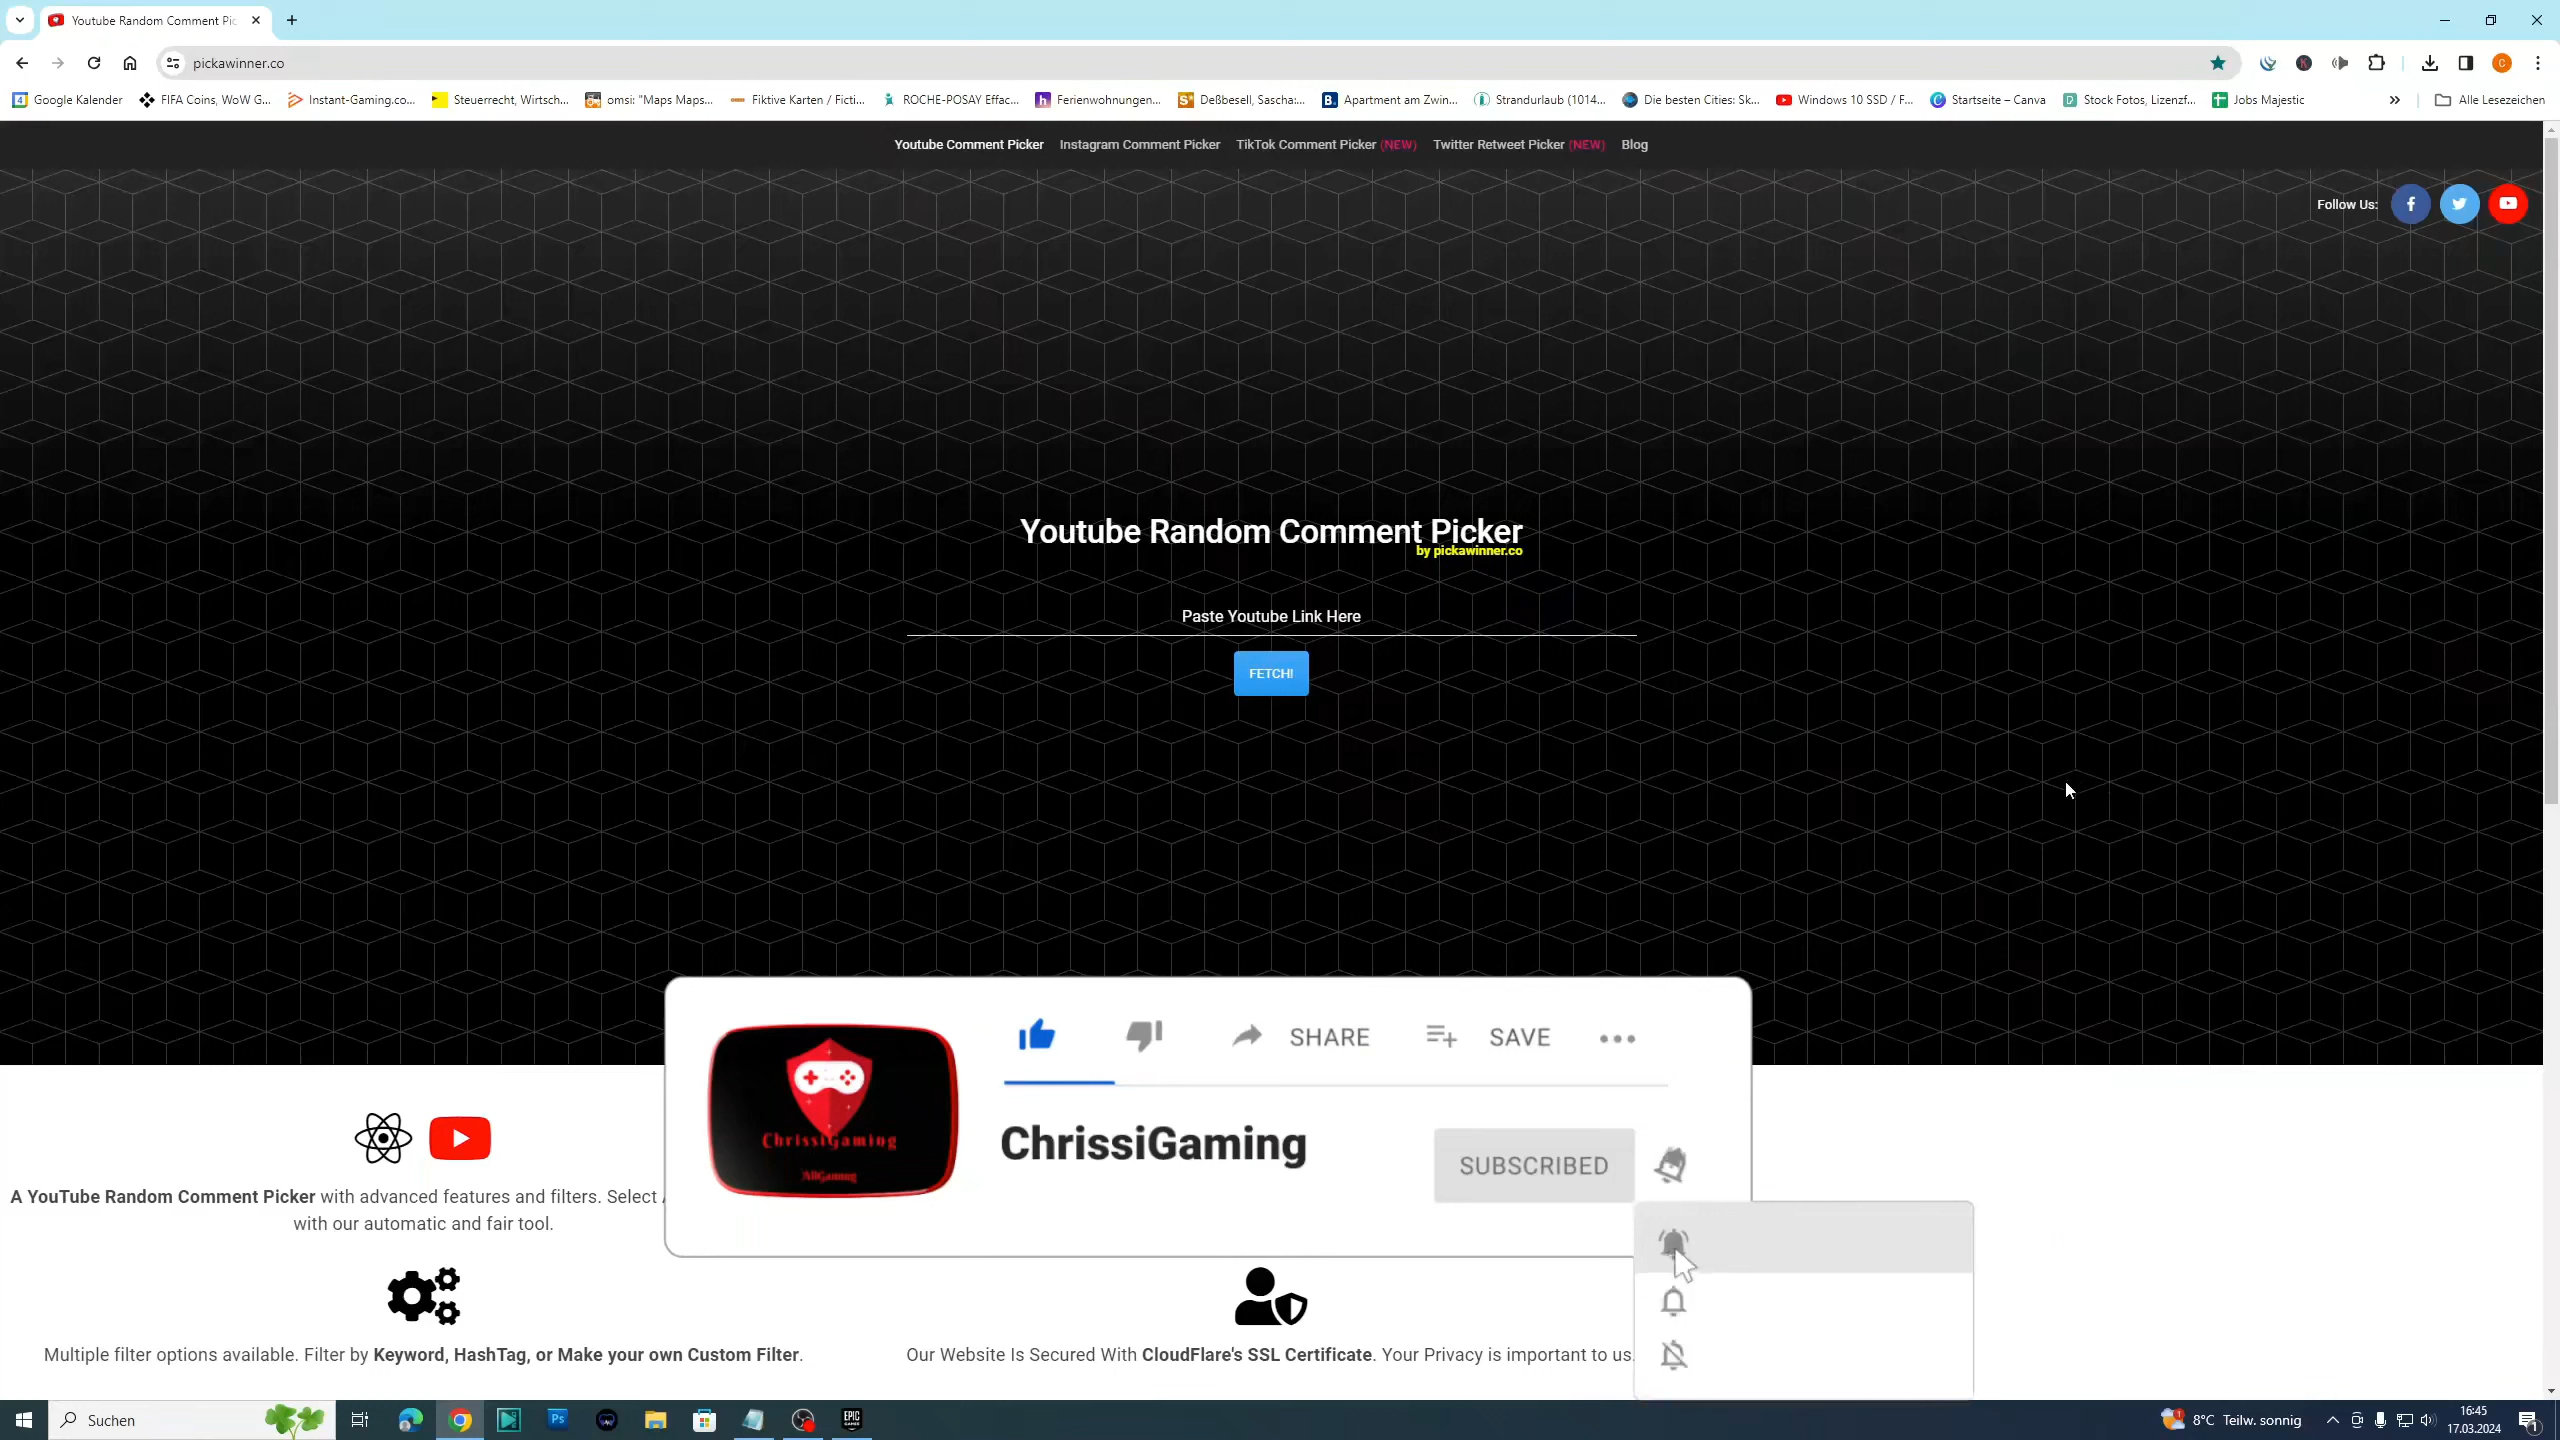 Youtube Random Comment Pic
pickawinner.co
Google Kalender
FIFA Coins, WoW G...
Instant-Gaming.co...
Steuerrecht, Wirtsch...
omsi: "Maps Maps...
Fiktive Karten / Ficti...
ROCHE-POSAY Effac...
Ferienwohnungen...
Deßbesell, Sascha:...
Apartment am Zwin...
Strandurlaub (1014...
Die besten Cities: Sk...
Windows 10 SSD / F...
Startseite – Canva
Stock Fotos, Lizenzf...
Jobs Majestic
Alle Lesezeichen
Youtube Comment Picker
Instagram Comment Picker
TikTok Comment Picker (NEW)
Twitter Retweet Picker (NEW)
Blog
Follow Us:
Youtube Random Comment Picker
by pickawinner.co
Paste Youtube Link Here
FETCH!
SHARE
SAVE
ChrissiGaming
AllGaming
ChrissiGaming
SUBSCRIBED
A YouTube Random Comment Picker with advanced features and filters. Select
with our automatic and fair tool.
Multiple filter options available. Filter by Keyword, HashTag, or Make your own Custom Filter.
Our Website Is Secured With CloudFlare's SSL Certificate. Your Privacy is important to us.
Suchen
Ps
EPIC GAMES
8°C Teilw. sonnig
16:45
17.03.2024